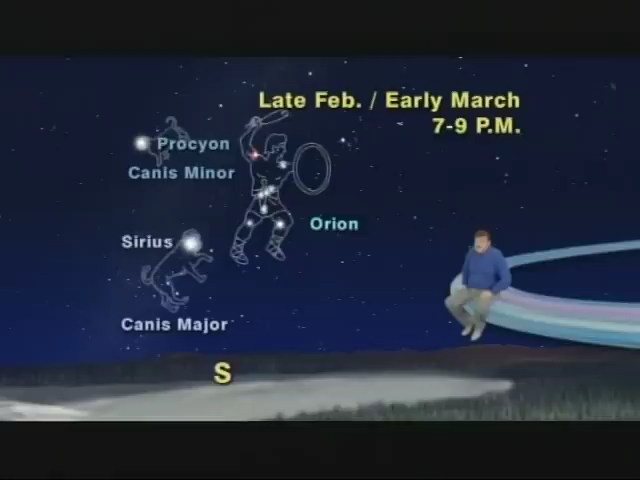 Late Feb. / Early March
7-9 P.M.
Procyon
Canis Minor
Orion
Sirius
Canis Major
S